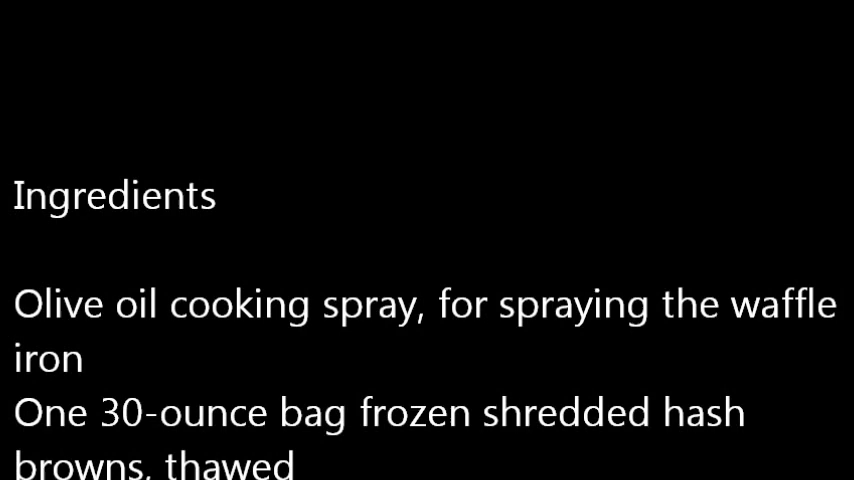 Ingredients
Olive oil cooking spray, for spraying the waffle
iron
One 30-ounce bag frozen shredded hash
browns, thawed